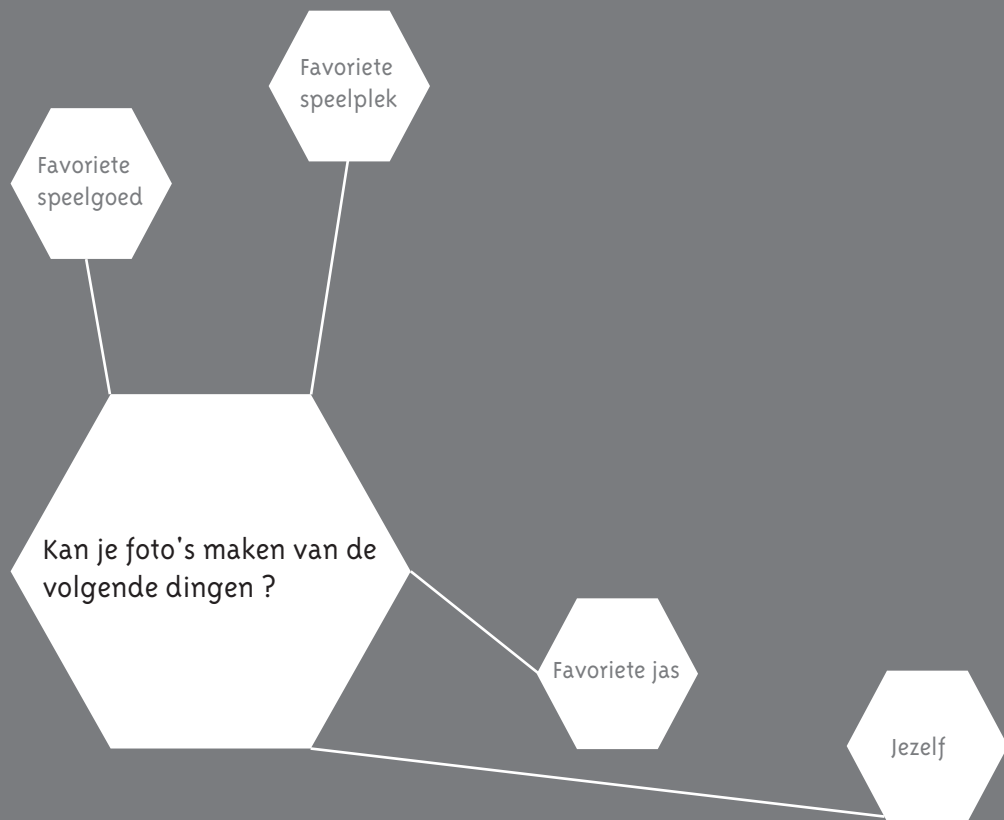 Favoriete
speelplek
Favoriete
speelgoed
Kan je foto's maken van de
volgende dingen ?
Favoriete jas
Jezelf